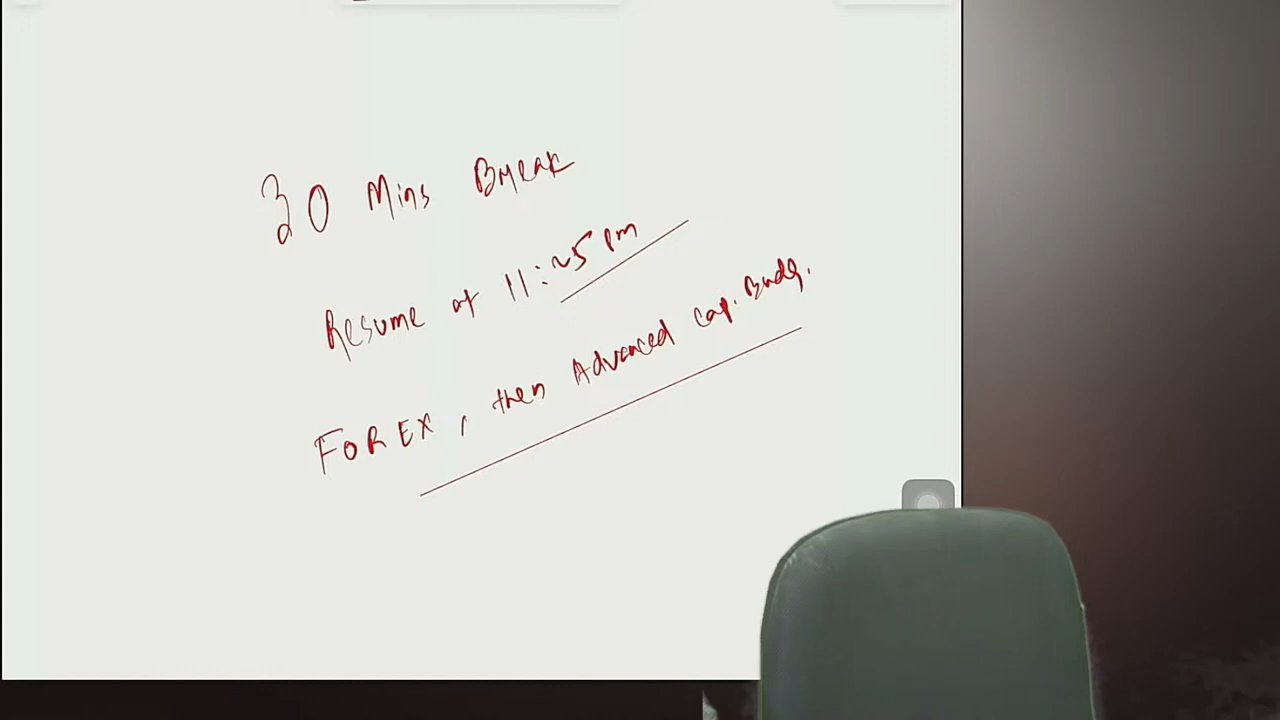 30 Mins Break
Resume at 11:25 pm
FOREX, then Advanced Cap. Budg.